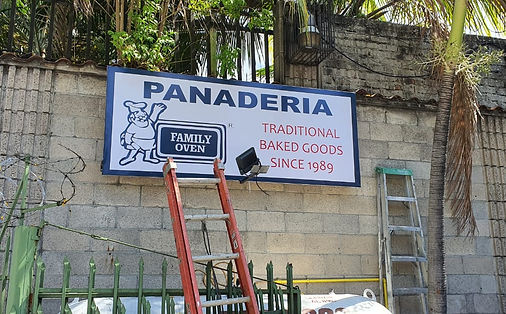 PANADERIA
FAMILY
OVEN
TRADITIONAL
BAKED GOODS
SINCE 1989